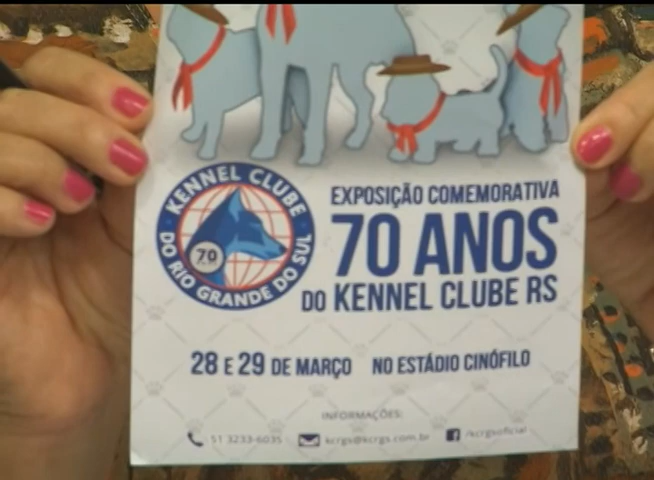 KENNEL CLUBE
DO RIO GRANDE DO SUL
70
EXPOSIÇÃO COMEMORATIVA
70 ANOS
DO KENNEL CLUBE RS
28 E 29 DE MARÇO NO ESTÁDIO CINÓFILO
INFORMAÇÕES:
51 3233-6035 kcrgs@kcrgs.com.br /kcrgsoficial